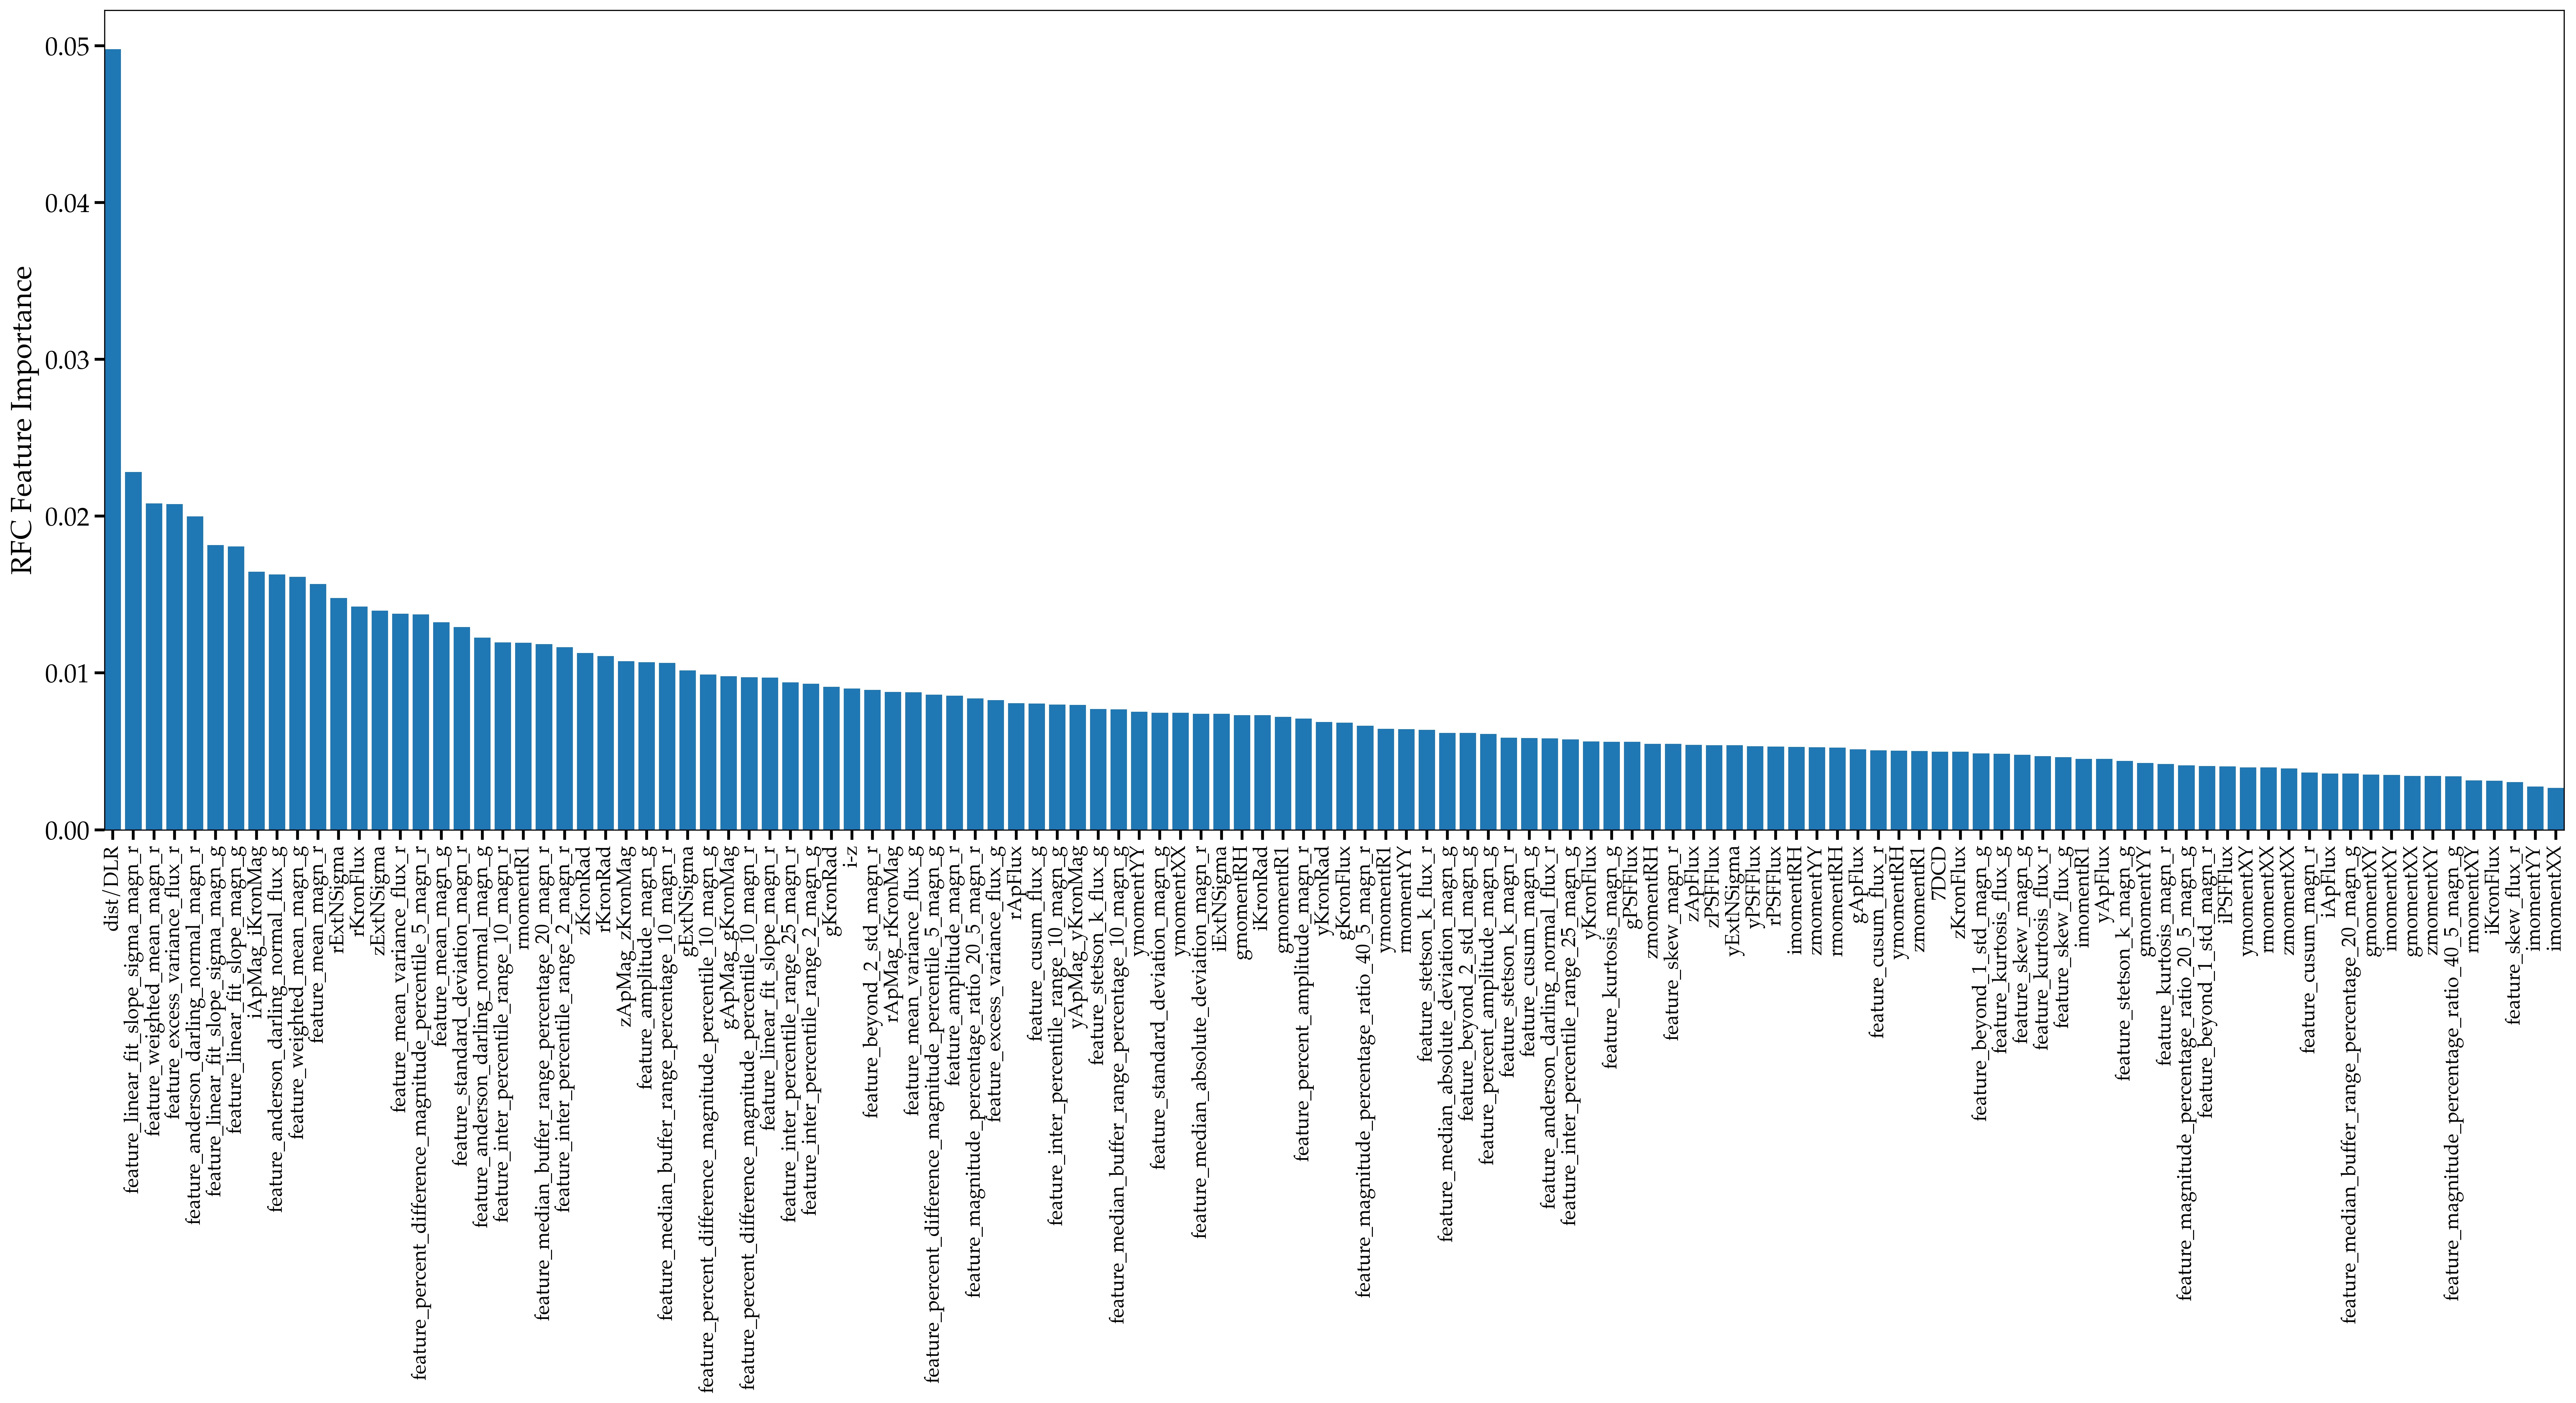 RFC Feature Importance
0.05
0.04
0.03
0.02
0.01
0.00
dist/DLR
feature_linear_fit_slope_sigma_magn_r
feature_weighted_mean_magn_r
feature_excess_variance_flux_r
feature_anderson_darling_normal_magn_r
feature_linear_fit_slope_sigma_magn_g
feature_linear_fit_slope_magn_g
iApMag_iKronMag
feature_anderson_darling_normal_flux_g
feature_weighted_mean_magn_g
feature_mean_magn_r
rExtNSigma
rKronFlux
zExtNSigma
feature_mean_variance_flux_r
feature_percent_difference_magnitude_percentile_5_magn_r
feature_mean_magn_g
feature_standard_deviation_magn_r
feature_anderson_darling_normal_magn_g
feature_inter_percentile_range_10_magn_r
rmomentR1
feature_median_buffer_range_percentage_20_magn_r
feature_inter_percentile_range_2_magn_r
zKronRad
rKronRad
zApMag_zKronMag
feature_amplitude_magn_g
feature_median_buffer_range_percentage_10_magn_r
gExtNSigma
feature_percent_difference_magnitude_percentile_10_magn_g
gApMag_gKronMag
feature_percent_difference_magnitude_percentile_10_magn_r
feature_linear_fit_slope_magn_r
feature_inter_percentile_range_25_magn_r
feature_inter_percentile_range_2_magn_g
gKronRad
i-z
feature_beyond_2_std_magn_r
rApMag_rKronMag
feature_mean_variance_flux_g
feature_percent_difference_magnitude_percentile_5_magn_g
feature_amplitude_magn_r
feature_magnitude_percentage_ratio_20_5_magn_r
feature_excess_variance_flux_g
rApFlux
feature_cusum_flux_g
feature_inter_percentile_range_10_magn_g
yApMag_yKronMag
feature_stetson_k_flux_g
feature_median_buffer_range_percentage_10_magn_g
ymomentYY
feature_standard_deviation_magn_g
ymomentXX
feature_median_absolute_deviation_magn_r
iExtNSigma
gmomentRH
iKronRad
gmomentR1
feature_percent_amplitude_magn_r
yKronRad
gKronFlux
feature_magnitude_percentage_ratio_40_5_magn_r
ymomentR1
rmomentYY
feature_stetson_k_flux_r
feature_median_absolute_deviation_magn_g
feature_beyond_2_std_magn_g
feature_percent_amplitude_magn_g
feature_stetson_k_magn_r
feature_cusum_magn_g
feature_anderson_darling_normal_flux_r
feature_inter_percentile_range_25_magn_g
yKronFlux
feature_kurtosis_magn_g
gPSFFlux
zmomentRH
feature_skew_magn_r
zApFlux
zPSFFlux
yExtNSigma
yPSFFlux
rPSFFlux
imomentRH
zmomentYY
rmomentRH
gApFlux
feature_cusum_flux_r
ymomentRH
zmomentR1
7DCD
zKronFlux
feature_beyond_1_std_magn_g
feature_kurtosis_flux_g
feature_skew_magn_g
feature_kurtosis_flux_r
feature_skew_flux_g
imomentR1
yApFlux
feature_stetson_k_magn_g
gmomentYY
feature_kurtosis_magn_r
feature_magnitude_percentage_ratio_20_5_magn_g
feature_beyond_1_std_magn_r
iPSFFlux
ymomentXY
rmomentXX
zmomentXX
feature_cusum_magn_r
iApFlux
feature_median_buffer_range_percentage_20_magn_g
gmomentXY
imomentXY
gmomentXX
zmomentXY
feature_magnitude_percentage_ratio_40_5_magn_g
rmomentXY
iKronFlux
feature_skew_flux_r
imomentYY
imomentXX